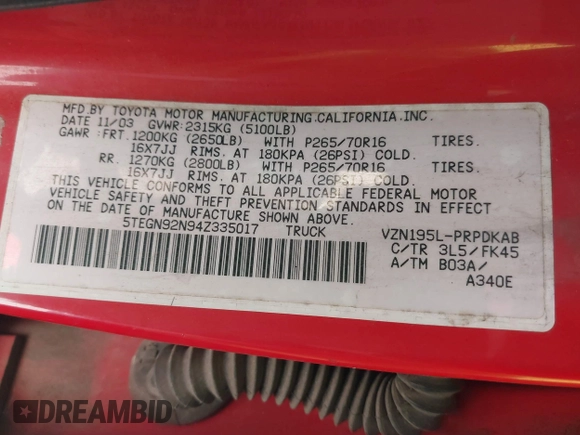 MFD.BY TOYOTA MOTOR MANUFACTURING.CALIFORNIA.INC.
DATE 11/03 GVWR:2315KG (5100LB)
GAWR :FRT. 1200KG (2650LB) WITH P265/70R16 TIRES.
16X7JJ RIMS. AT 180KPA (26PSI) COLD.
RR. 1270KG (2800LB) WITH P265/70R16 TIRES.
16X7JJ RIMS. AT 180KPA (26PSI) COLD.
THIS VEHICLE CONFORMS TO ALL APPLICABLE FEDERAL MOTOR
VEHICLE SAFETY AND THEFT PREVENTION STANDARDS IN EFFECT
ON THE DATE OF MANUFACTURE SHOWN ABOVE.
5TEGN92N94Z335017 TRUCK VZN195L-PRPDKAB
C/TR 3L5/FK45
A/TM B03A/
A340E
DREAMBID